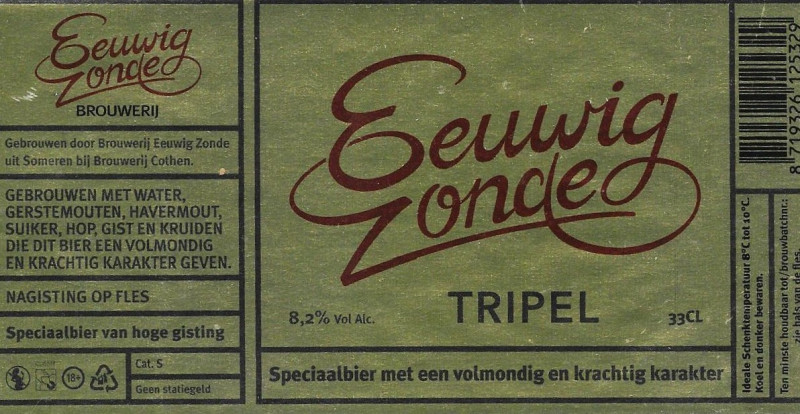 Eeuwig
Zonde
BROUWERIJ
Gebrouwen door Brouwerij Eeuwig Zonde
uit Someren bij Brouwerij Cothen.
GEBROUWEN MET WATER,
GERSTEMOUTEN, HAVERMOUT,
SUIKER, HOP, GIST EN KRUIDEN
DIE DIT BIER EEN VOLMONDIG
EN KRACHTIG KARAKTER GEVEN.
NAGISTING OP FLES
Speciaalbier van hoge gisting
18+
Cat. S
Geen statiegeld
Eeuwig
Zonde
TRIPEL
8,2% Vol Alc.
33CL
Speciaalbier met een volmondig en krachtig karakter
8 719326 125329
Ideale Schenktemperatuur 8°C tot 10°C.
Koel en donker bewaren.
Ten minste houdbaar tot/brouwbatchnr.:
zie hals van de fles.